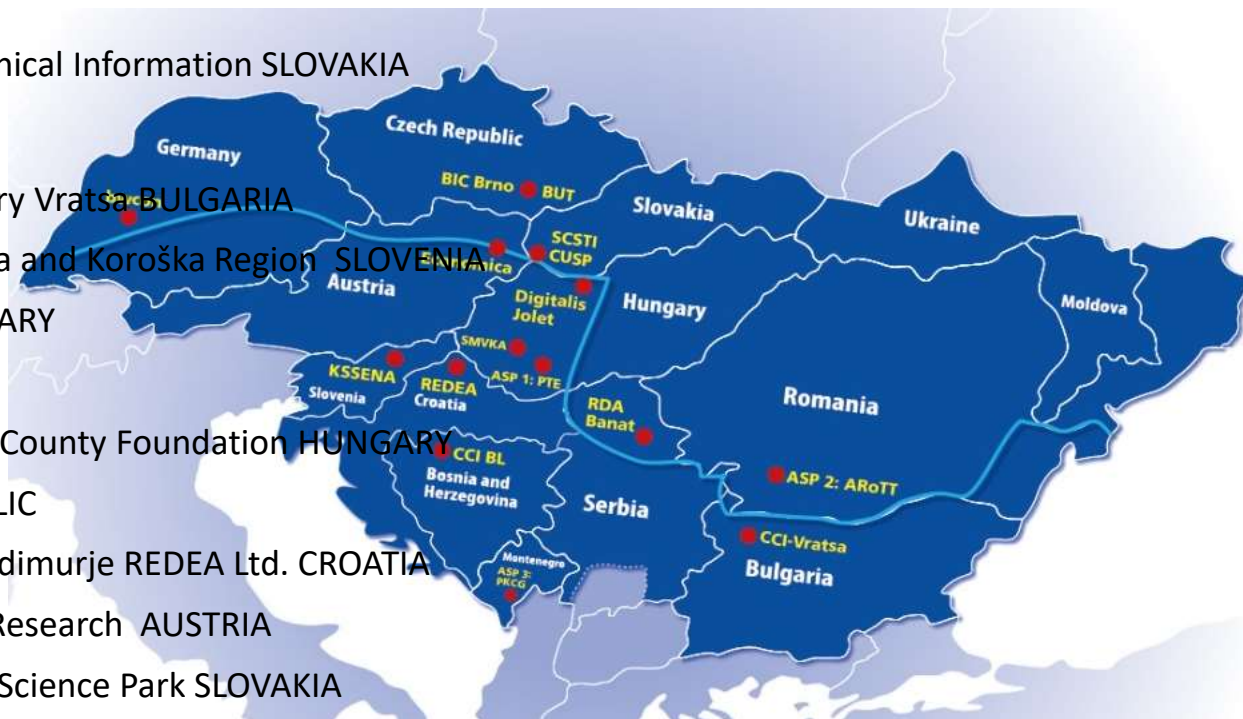 nical Information SLOVAKIA
ry Vratsa BULGARIA
a and Koroška Region SLOVENIA
ARY
County Foundation HUNGARY
LIC
dimurje REDEA Ltd. CROATIA
Research AUSTRIA
Science Park SLOVAKIA
Germany
Czech Republic
BIC Brno
BUT
Slovakia
Ukraine
SCSTI
CUSP
Austria
Digitalis
Jolet
Hungary
Moldova
SMVKA
ASP 1: PTE
KSSENA
Slovenia
REDEA
Croatia
RDA
Banat
Romania
CCI BL
Bosnia and
Herzegovina
Serbia
ASP 2: ARoTT
CCI-Vratsa
Bulgaria
Montenegro
ASP 3:
PKCG